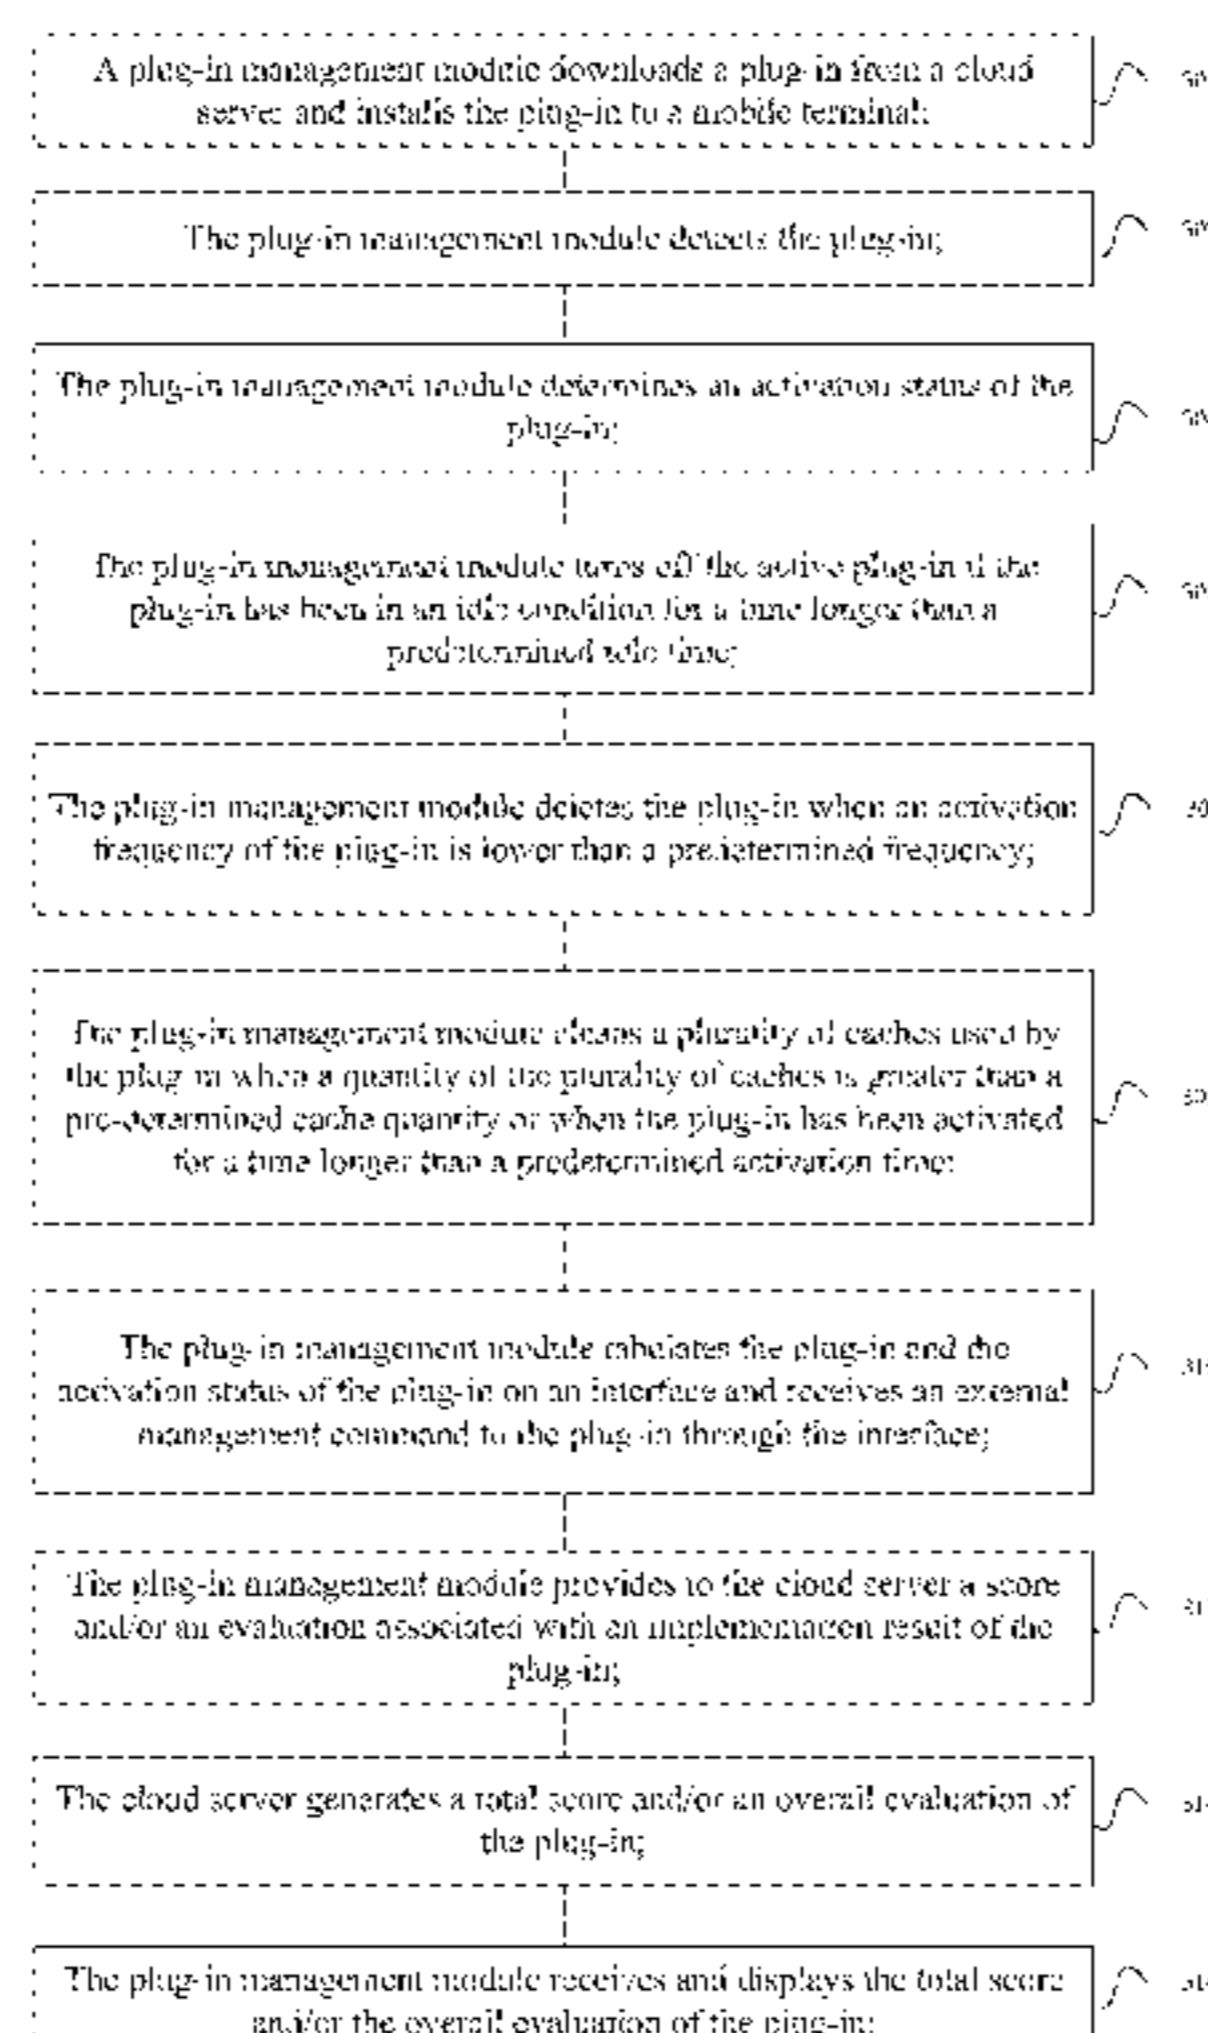 A plug-in management module downloads a plug-in from a cloud
server and installs the plug-in to a mobile terminal;
The plug-in management module detects the plug-in;
The plug-in management module determines an activation status of the
plug-in;
The plug-in management module turns off the active plug-in if the
plug-in has been in an idle condition for a time longer than a
predetermined idle time;
The plug-in management module deletes the plug-in when an activation
frequency of the plug-in is lower than a predetermined frequency;
The plug-in management module cleans a plurality of caches used by
the plug-in when a quantity of the plurality of caches is greater than a
pre-determined cache quantity or when the plug-in has been activated
for a time longer than a predetermined activation time;
The plug-in management module tabulates the plug-in and the
activation status of the plug-in on an interface and receives an external
management command to the plug-in through the interface;
The plug-in management module provides to the cloud server a score
and/or an evaluation associated with an implementation result of the
plug-in;
The cloud server generates a total score and/or an overall evaluation of
the plug-in;
The plug-in management module receives and displays the total score
and/or the overall evaluation of the plug-in;